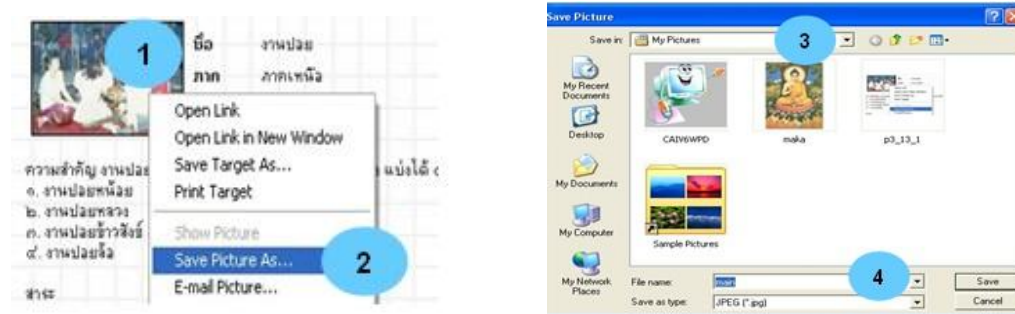 1
ชื่อ งานปอย
ภาค ภาคเหนือ
Open Link
Open Link in New Window
Save Target As...
Print Target
Show Picture
Save Picture As...
2
E-mail Picture...
ความสำคัญ งานปอย
แบ่งได้ ๔
๑. งานปอยหน้อย
๒. งานปอยหลวง
๓. งานปอยข้าวสังฆ์
๔. งานปอยล้อ
สาระ
Save Picture
Save in: My Pictures
3
My Recent Documents
Desktop
My Documents
My Computer
My Network Places
CAIV6WPD
maka
p3_13_1
Sample Pictures
4
File name: main
Save
Save as type: JPEG (*.jpg)
Cancel